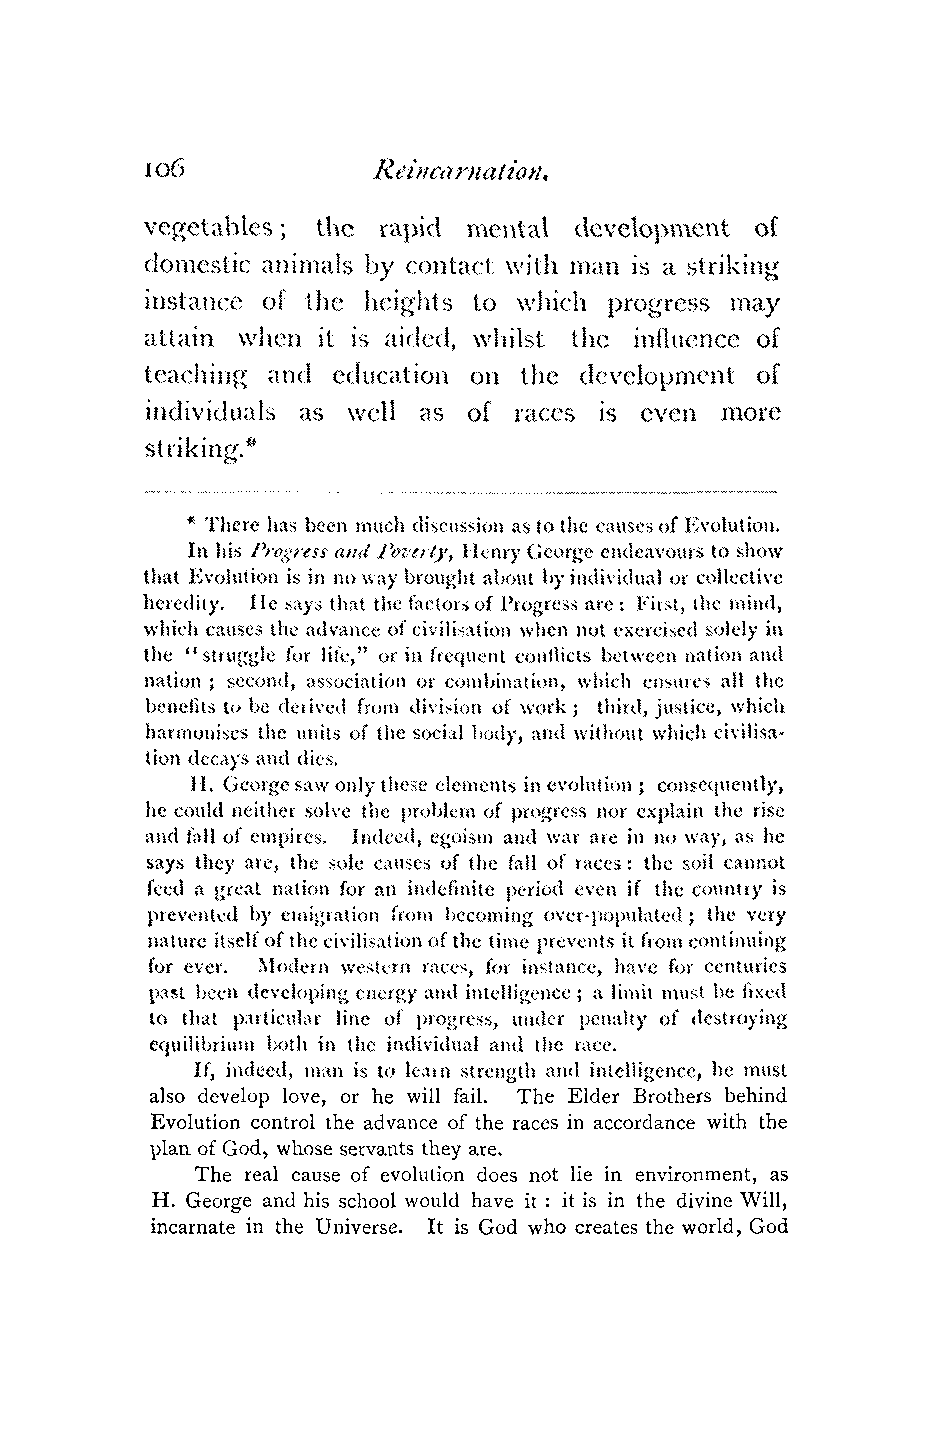 106 Reincarnation.
vegetables; the rapid mental development of
domestic animals by contact with man is a striking
instance of the heights to which progress may
attain when it is aided, whilst the influence of
teaching and education on the development of
individuals as well as of races is even more
striking.*
* There has been much discussion as to the causes of Evolution.
In his Progress and Poverty, Henry George endeavours to show
that Evolution is in no way brought about by individual or collective
heredity. He says that the factors of Progress are: First, the mind,
which causes the advance of civilisation when not exercised solely in
the "struggle for life," or in frequent conflicts between nation and
nation; second, association or combination, which ensures all the
benefits to be derived from division of work; third, justice, which
harmonises the units of the social body, and without which civilisa-
tion decays and dies.
H. George saw only these elements in evolution; consequently,
he could neither solve the problem of progress nor explain the rise
and fall of empires. Indeed, egoism and war are in no way, as he
says they are, the sole causes of the fall of races: the soil cannot
feed a great nation for an indefinite period even if the country is
prevented by emigration from becoming over-populated; the very
nature itself of the civilisation of the time prevents it from continuing
for ever. Modern western races, for instance, have for centuries
past been developing energy and intelligence; a limit must be fixed
to that particular line of progress, under penalty of destroying
equilibrium both in the individual and the race.
If, indeed, man is to learn strength and intelligence, he must
also develop love, or he will fail. The Elder Brothers behind
Evolution control the advance of the races in accordance with the
plan of God, whose servants they are.
The real cause of evolution does not lie in environment, as
H. George and his school would have it: it is in the divine Will,
incarnate in the Universe. It is God who creates the world, God